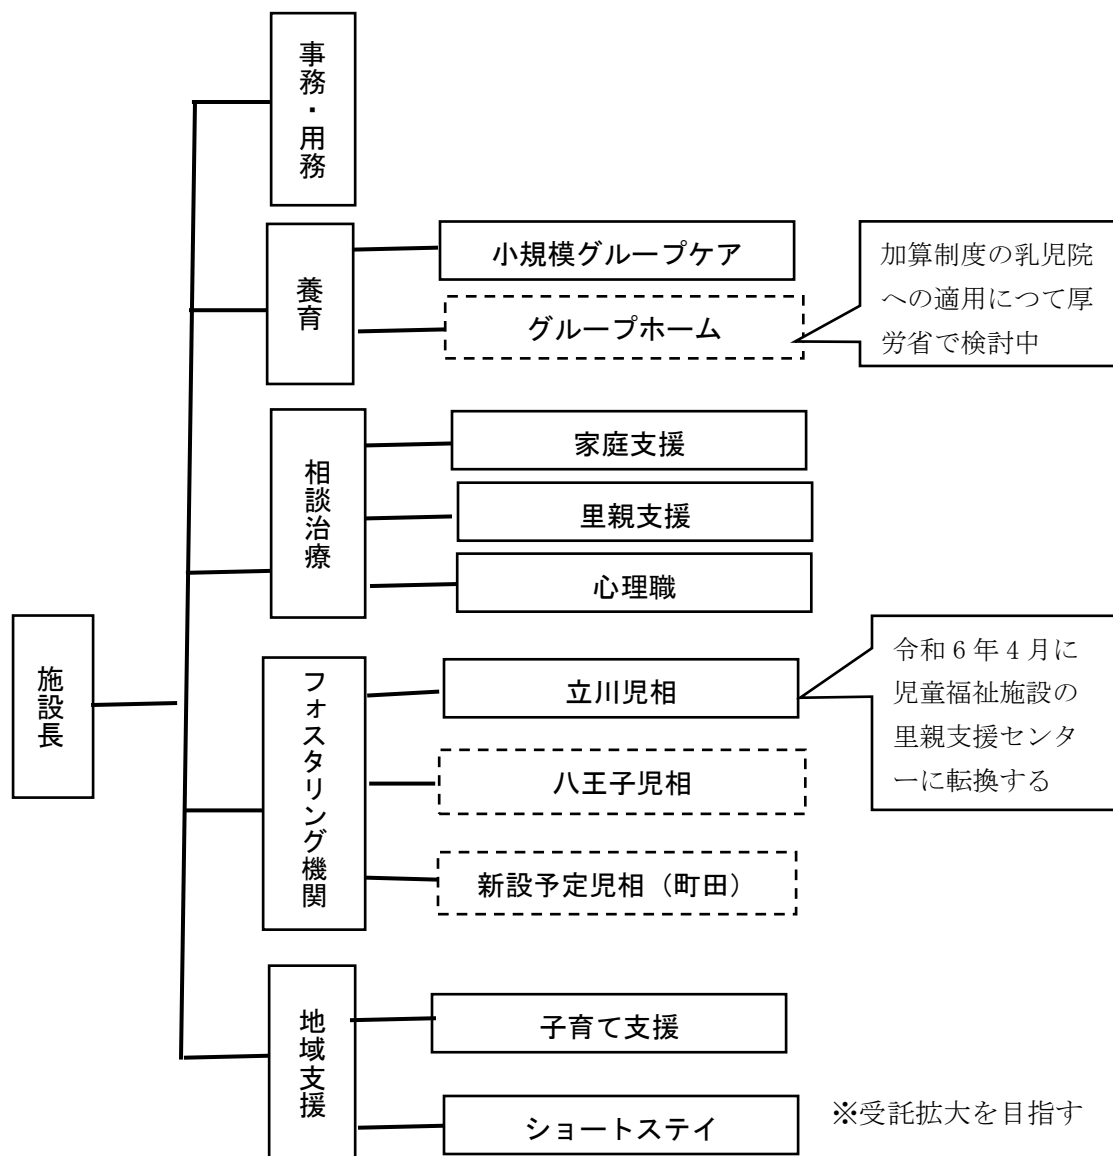 事務・用務
養育
小規模グループケア
グループホーム
加算制度の乳児院
への適用につて厚
労省で検討中
相談治療
家庭支援
里親支援
心理職
施設長
フォスタリング機関
立川児相
八王子児相
新設予定児相（町田）
令和６年４月に
児童福祉施設の
里親支援センタ
ーに転換する
地域支援
子育て支援
ショートステイ
※受託拡大を目指す